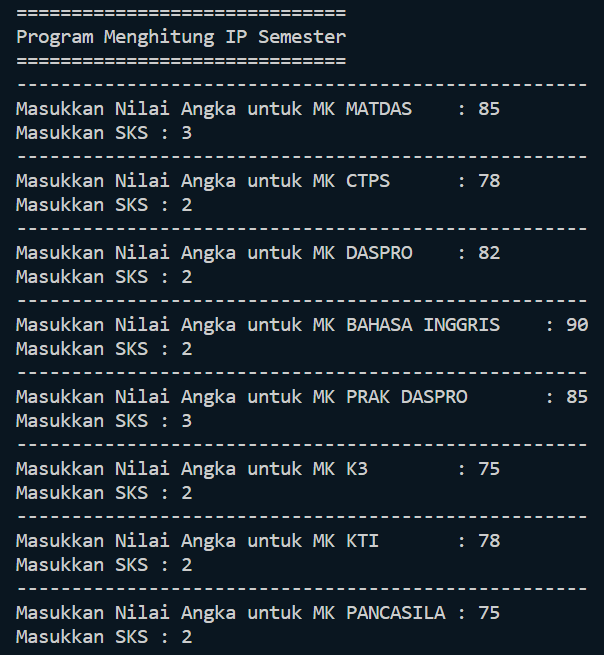 ==============================
Program Menghitung IP Semester
==============================
----------------------------------------------------
Masukkan Nilai Angka untuk MK MATDAS    : 85
Masukkan SKS : 3
----------------------------------------------------
Masukkan Nilai Angka untuk MK CTPS      : 78
Masukkan SKS : 2
----------------------------------------------------
Masukkan Nilai Angka untuk MK DASPRO    : 82
Masukkan SKS : 2
----------------------------------------------------
Masukkan Nilai Angka untuk MK BAHASA INGGRIS    : 90
Masukkan SKS : 2
----------------------------------------------------
Masukkan Nilai Angka untuk MK PRAK DASPRO       : 85
Masukkan SKS : 3
----------------------------------------------------
Masukkan Nilai Angka untuk MK K3        : 75
Masukkan SKS : 2
----------------------------------------------------
Masukkan Nilai Angka untuk MK KTI       : 78
Masukkan SKS : 2
----------------------------------------------------
Masukkan Nilai Angka untuk MK PANCASILA : 75
Masukkan SKS : 2